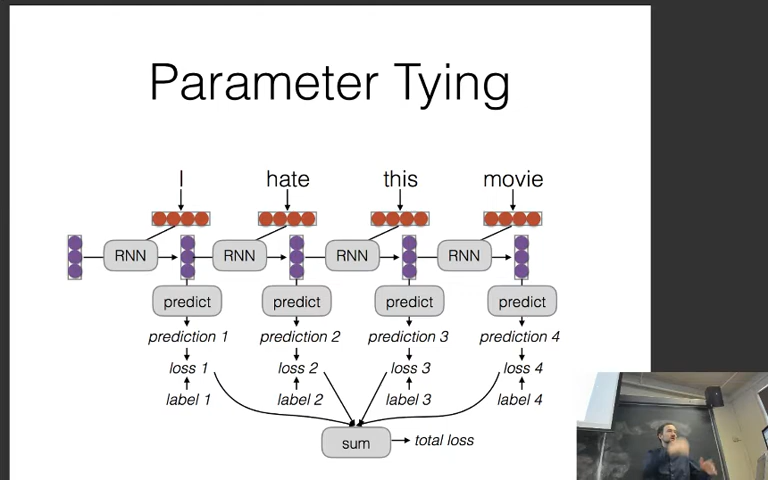 Parameter Tying
I hate this movie
RNN RNN RNN RNN
predict predict predict predict
prediction 1 prediction 2 prediction 3 prediction 4
loss 1 loss 2 loss 3 loss 4
label 1 label 2 label 3 label 4
sum total loss